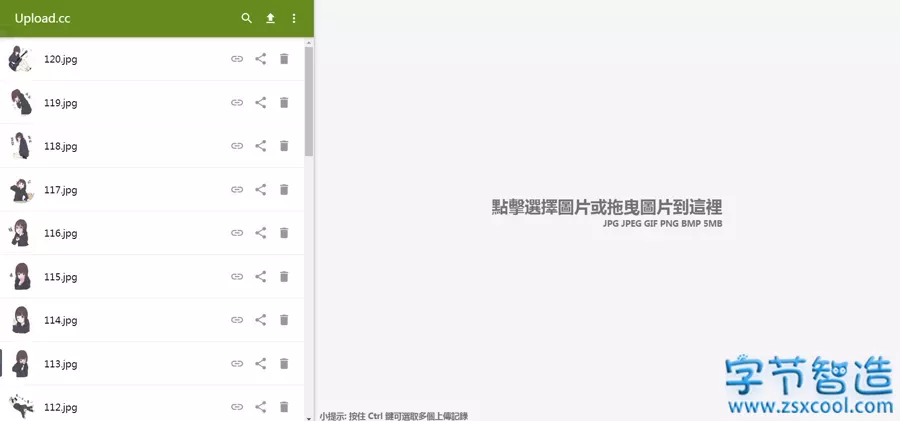 Upload.cc
120.jpg
119.jpg
118.jpg
117.jpg
116.jpg
115.jpg
114.jpg
113.jpg
112.jpg
點擊選擇圖片或拖曳圖片到這裡
JPG JPEG GIF PNG BMP 5MB
小提示: 按住 Ctrl 鍵可選取多個上傳記錄
字节智造
www.zsxcool.com